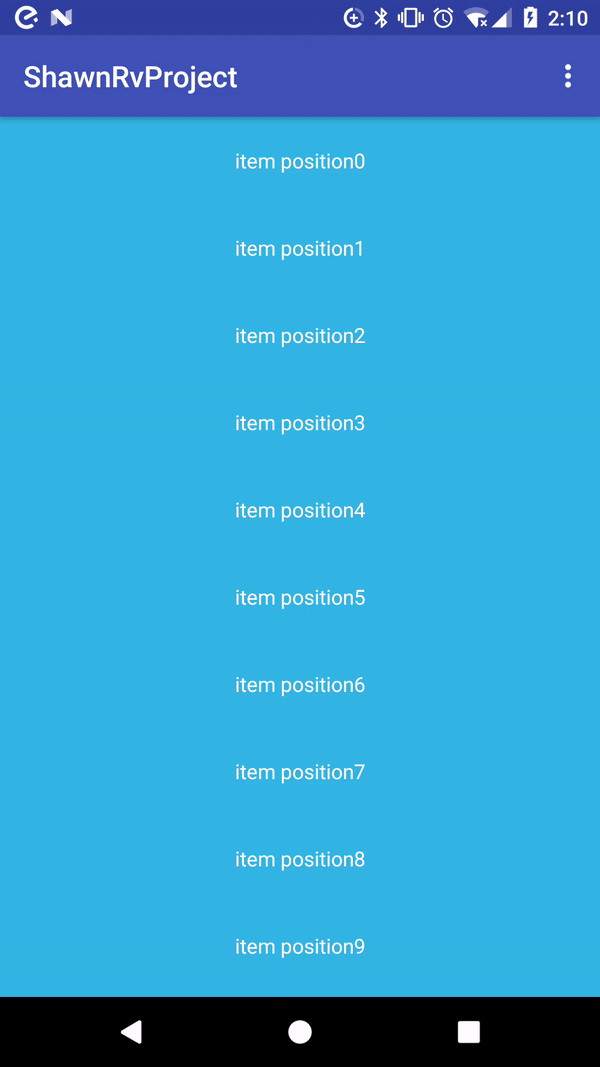 2:10
ShawnRvProject
item position0
item position1
item position2
item position3
item position4
item position5
item position6
item position7
item position8
item position9